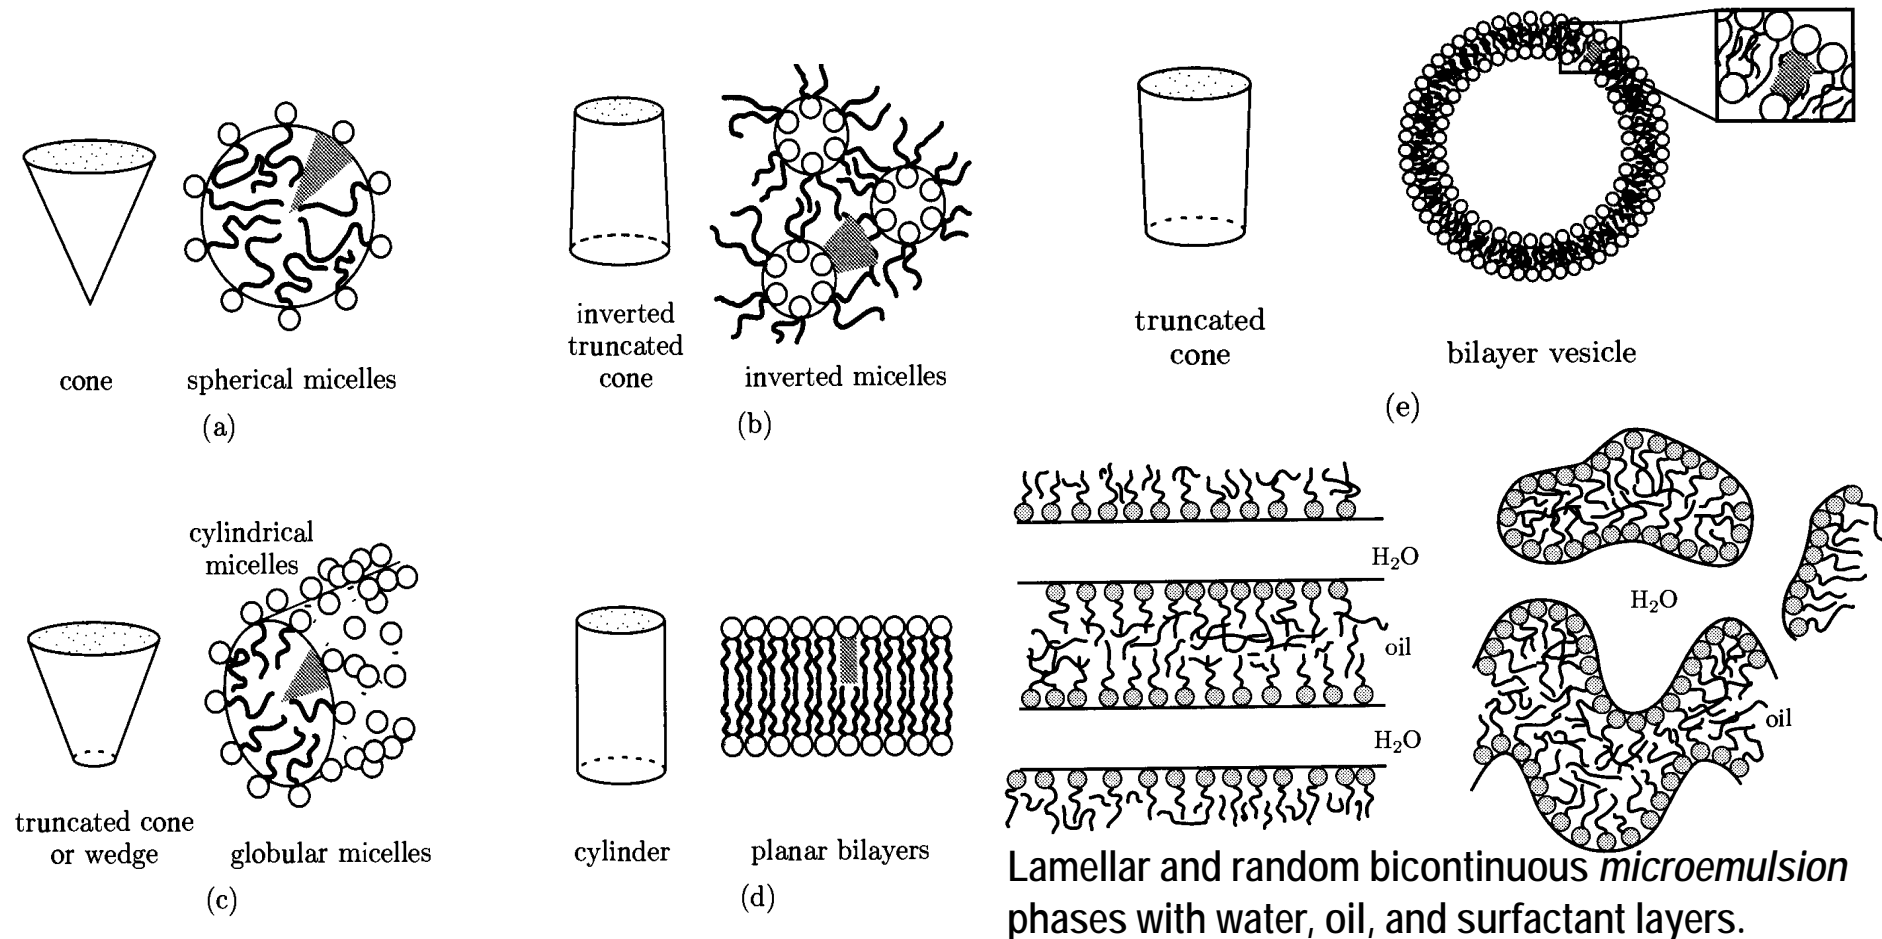 cone
spherical micelles
(a)
inverted
truncated
cone
inverted micelles
(b)
truncated
cone
bilayer vesicle
(e)
cylindrical
micelles
truncated cone
or wedge
globular micelles
(c)
cylinder
planar bilayers
(d)
H₂O
oil
H₂O
H₂O
oil
Lamellar and random bicontinuous microemulsion
phases with water, oil, and surfactant layers.